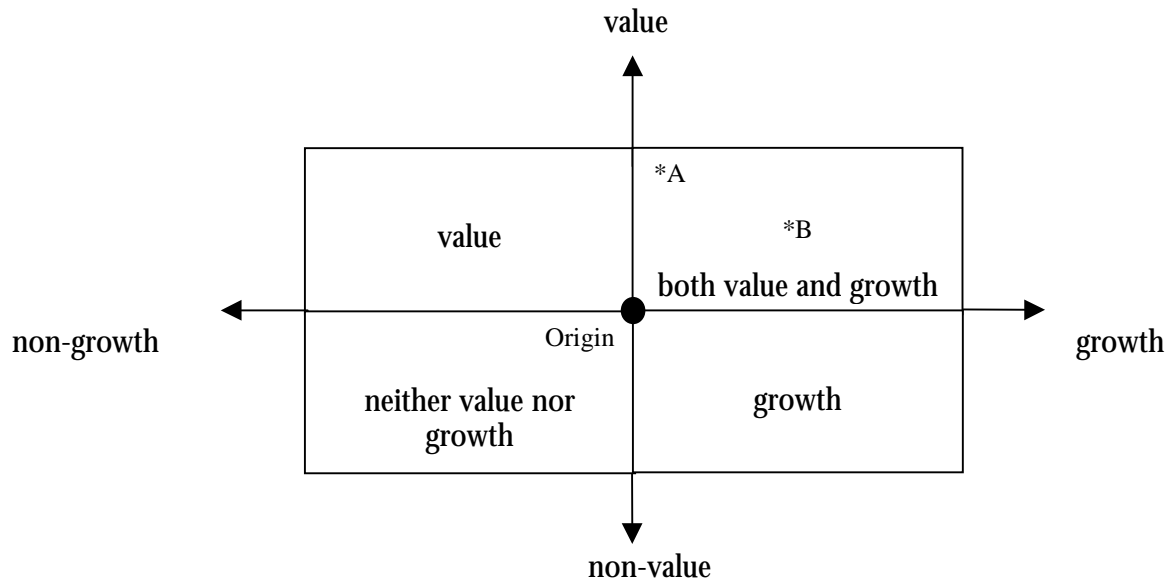 value
*A
value
*B
both value and growth
Origin
non-growth
growth
neither value nor
growth
growth
non-value